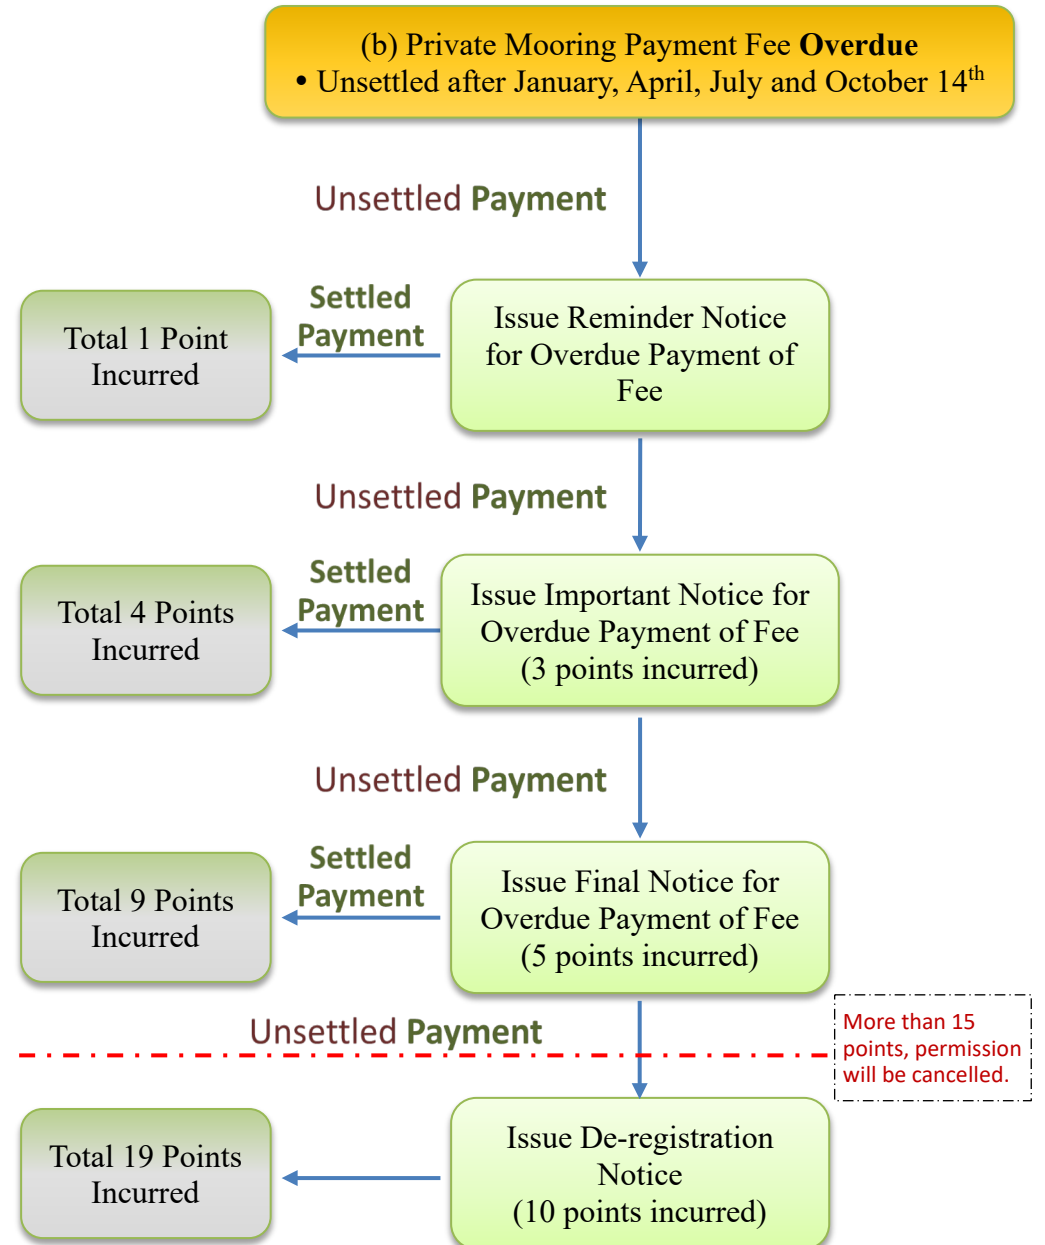 (b) Private Mooring Payment Fee Overdue
• Unsettled after January, April, July and October 14th
Unsettled Payment
Settled
Payment
Total 1 Point
Incurred
Issue Reminder Notice
for Overdue Payment of
Fee
Unsettled Payment
Settled
Payment
Total 4 Points
Incurred
Issue Important Notice for
Overdue Payment of Fee
(3 points incurred)
Unsettled Payment
Settled
Payment
Total 9 Points
Incurred
Issue Final Notice for
Overdue Payment of Fee
(5 points incurred)
Unsettled Payment
More than 15
points, permission
will be cancelled.
Total 19 Points
Incurred
Issue De-registration
Notice
(10 points incurred)